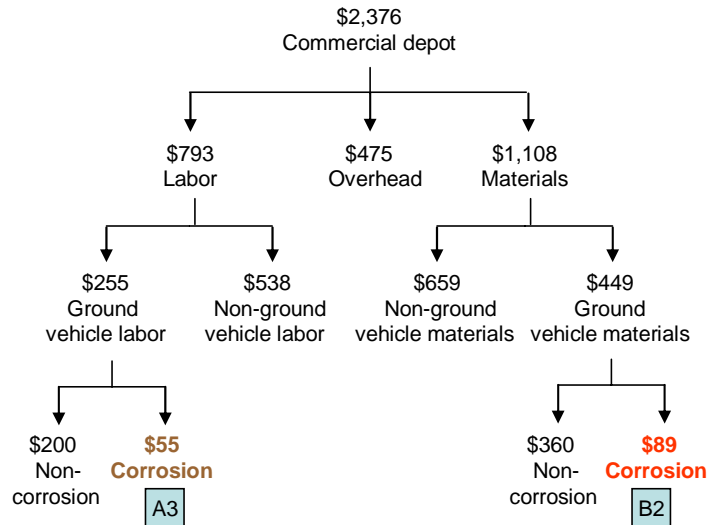 $2,376
Commercial depot
$793
Labor
$475
Overhead
$1,108
Materials
$255
Ground
vehicle labor
$538
Non-ground
vehicle labor
$659
Non-ground
vehicle materials
$449
Ground
vehicle materials
$200
Non-
corrosion
$55
Corrosion
A3
$360
Non-
corrosion
$89
Corrosion
B2